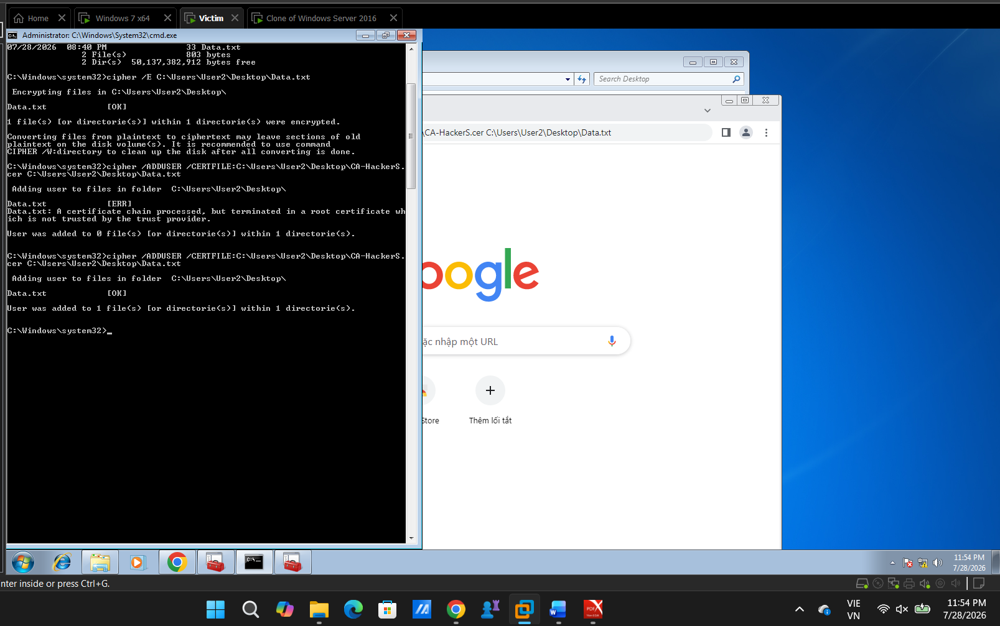 Home
Windows 7 x64
Victim
Clone of Windows Server 2016
Administrator: C:\Windows\System32\cmd.exe
07/28/2026  08:40 PM                33 Data.txt
               2 File(s)            803 bytes
               2 Dir(s)  50,137,382,912 bytes free
C:\Windows\system32>cipher /E C:\Users\User2\Desktop\Data.txt
 Encrypting files in C:\Users\User2\Desktop\
Data.txt            [OK]
1 file(s) [or directorie(s)] within 1 directorie(s) were encrypted.
Converting files from plaintext to ciphertext may leave sections of old
plaintext on the disk volume(s). It is recommended to use command
CIPHER /W:directory to clean up the disk after all converting is done.
C:\Windows\system32>cipher /ADDUSER /CERTFILE:C:\Users\User2\Desktop\CA-HackerS.
cer C:\Users\User2\Desktop\Data.txt
 Adding user to files in folder  C:\Users\User2\Desktop\
Data.txt            [ERR]
Data.txt: A certificate chain processed, but terminated in a root certificate wh
ich is not trusted by the trust provider.
User was added to 0 file(s) [or directorie(s)] within 1 directorie(s).
C:\Windows\system32>cipher /ADDUSER /CERTFILE:C:\Users\User2\Desktop\CA-HackerS.
cer C:\Users\User2\Desktop\Data.txt
 Adding user to files in folder  C:\Users\User2\Desktop\
Data.txt            [OK]
User was added to 1 file(s) [or directorie(s)] within 1 directorie(s).
C:\Windows\system32>_
Search Desktop
\CA-HackerS.cer C:\Users\User2\Desktop\Data.txt
oogle
ặc nhập một URL
Store
Thêm lối tắt
11:54 PM
7/28/2026
nter inside or press Ctrl+G.
VIE
VN
11:54 PM
7/28/2026